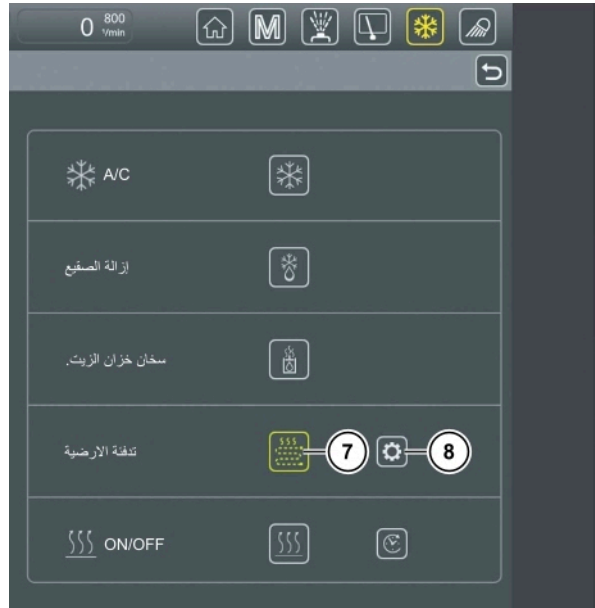 0 800 1/min
M
A/C
إزالة الصقيع
سخان خزان الزيت.
تدفئة الارضية
7
8
ON/OFF